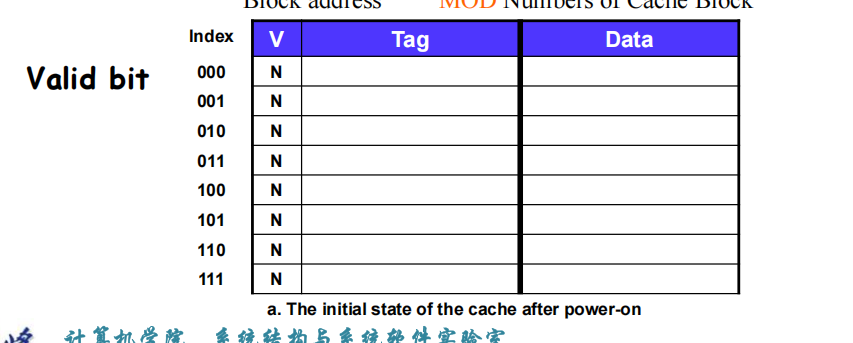 Block address MOD Numbers of Cache Block
Index V Tag Data
Valid bit
000 N
001 N
010 N
011 N
100 N
101 N
110 N
111 N
a. The initial state of the cache after power-on
计算机学院 系统结构与系统软件实验室